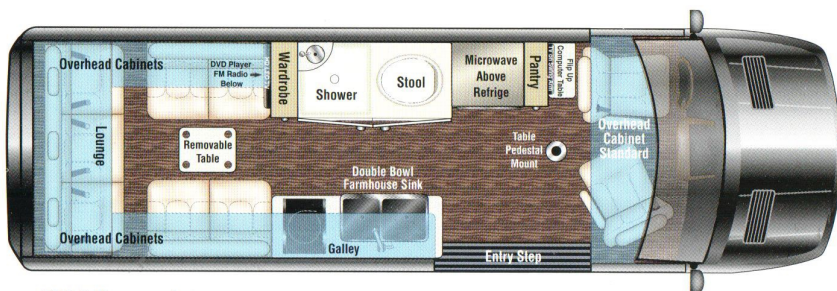 Overhead Cabinets
DVD Player
FM Radio
Below
Wardrobe
Shower
Stool
Microwave
Above
Refrige
Pantry
Flip Up
Computer Table
Overhead
Cabinet
Standard
Lounge
Removable
Table
Table
Pedestal
Mount
Double Bowl
Farmhouse Sink
Overhead Cabinets
Galley
Entry Step